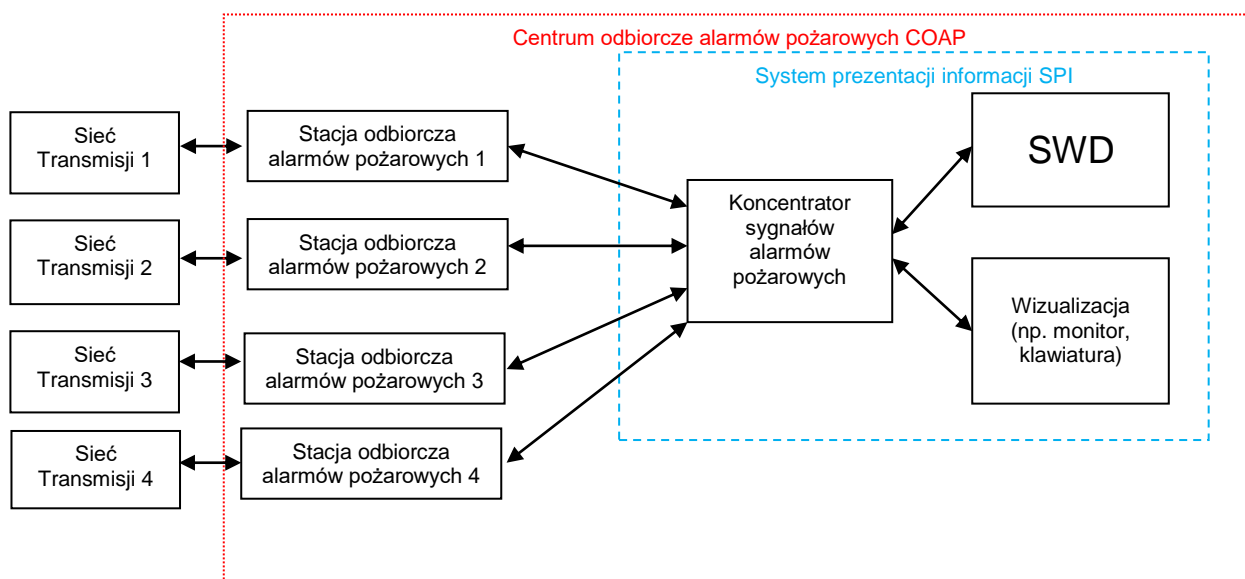 Centrum odbiorcze alarmów pożarowych COAP
System prezentacji informacji SPI
Sieć
Transmisji 1
Stacja odbiorcza
alarmów pożarowych 1
SWD
Sieć
Transmisji 2
Stacja odbiorcza
alarmów pożarowych 2
Koncentrator
sygnałów
alarmów
pożarowych
Wizualizacja
(np. monitor,
klawiatura)
Sieć
Transmisji 3
Stacja odbiorcza
alarmów pożarowych 3
Sieć
Transmisji 4
Stacja odbiorcza
alarmów pożarowych 4